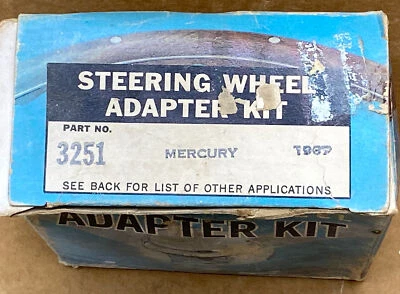 STEERING WHEEL
ADAPTER KIT
PART NO.
3251 MERCURY 1967
SEE BACK FOR LIST OF OTHER APPLICATIONS
ADAPTER KIT